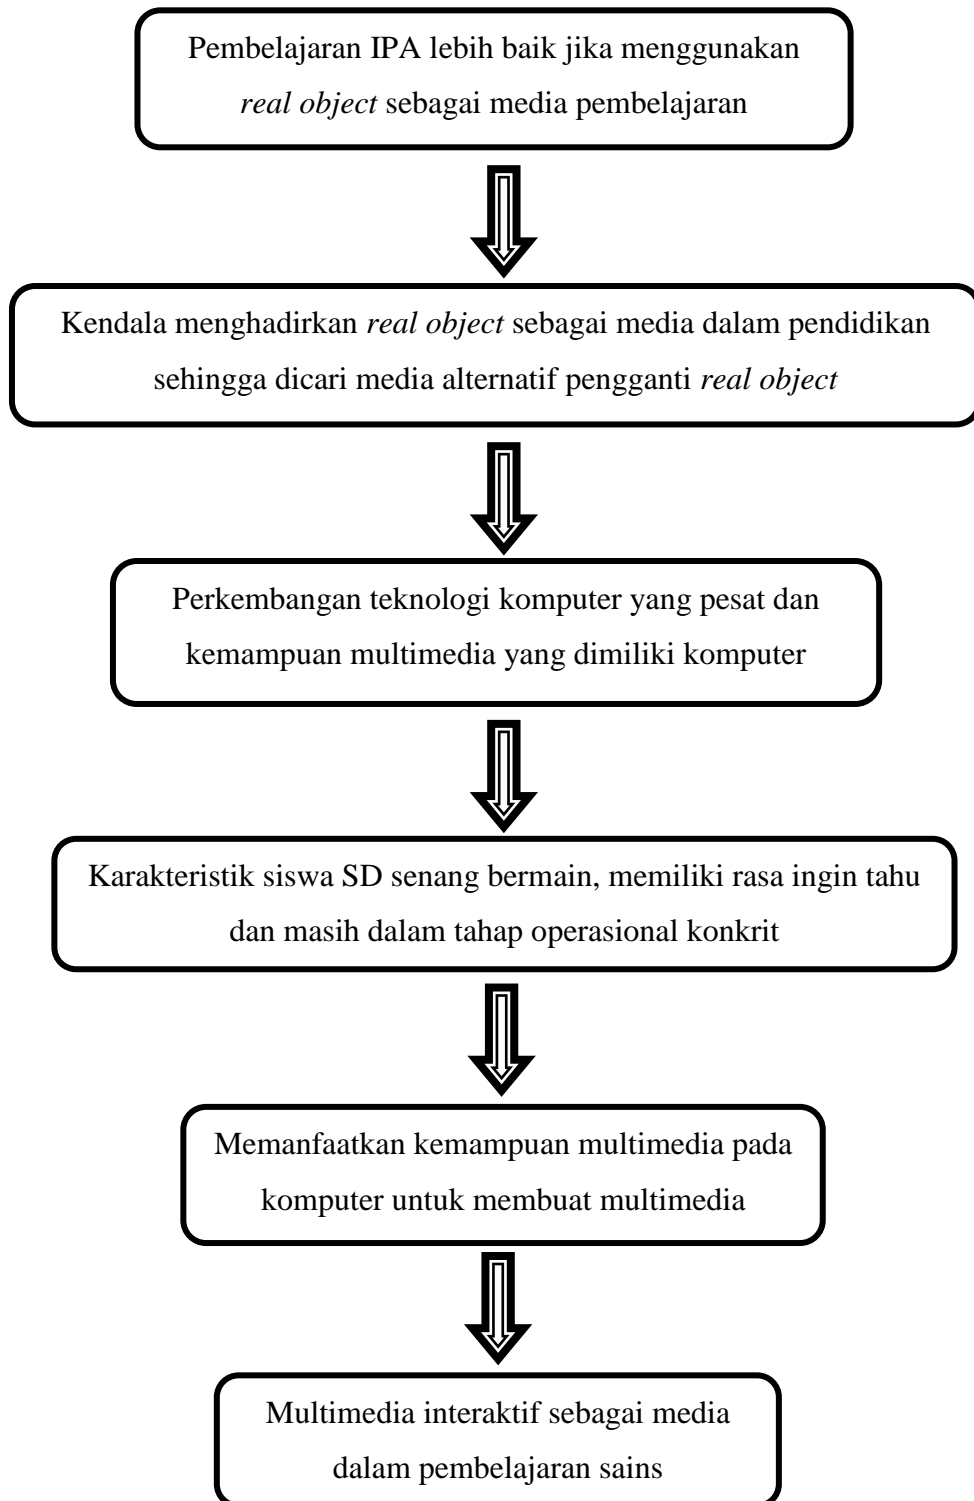 Pembelajaran IPA lebih baik jika menggunakan
real object sebagai media pembelajaran
Kendala menghadirkan real object sebagai media dalam pendidikan
sehingga dicari media alternatif pengganti real object
Perkembangan teknologi komputer yang pesat dan
kemampuan multimedia yang dimiliki komputer
Karakteristik siswa SD senang bermain, memiliki rasa ingin tahu
dan masih dalam tahap operasional konkrit
Memanfaatkan kemampuan multimedia pada
komputer untuk membuat multimedia
Multimedia interaktif sebagai media
dalam pembelajaran sains